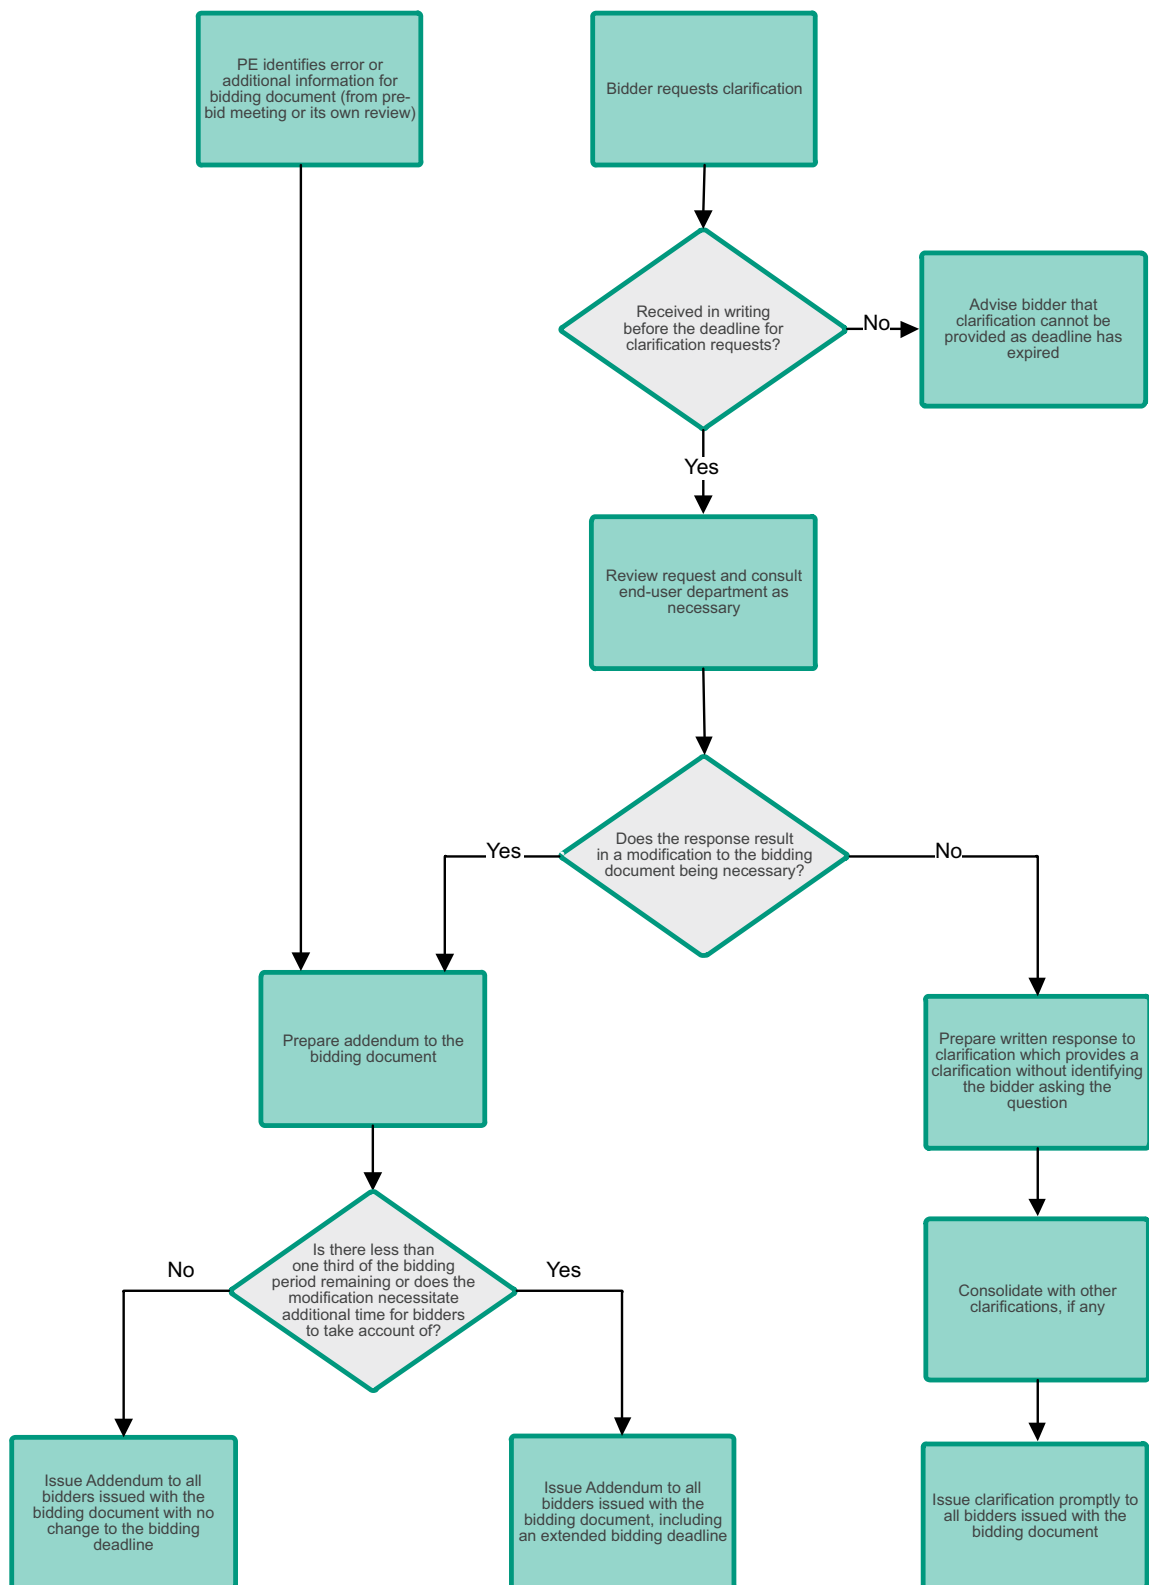 PE identifies error or
additional information for
bidding document (from pre-
bid meeting or its own review)
Bidder requests clarification
Received in writing
before the deadline for
clarification requests?
No
Advise bidder that
clarification cannot be
provided as deadline has
expired
Yes
Review request and consult
end-user department as
necessary
Does the response result
in a modification to the bidding
document being necessary?
Yes
No
Prepare addendum to the
bidding document
Prepare written response to
clarification which provides a
clarification without identifying
the bidder asking the
question
Is there less than
one third of the bidding
period remaining or does the
modification necessitate
additional time for bidders
to take account of?
No
Yes
Consolidate with other
clarifications, if any
Issue Addendum to all
bidders issued with the
bidding document with no
change to the bidding
deadline
Issue Addendum to all
bidders issued with the
bidding document, including
an extended bidding deadline
Issue clarification promptly to
all bidders issued with the
bidding document